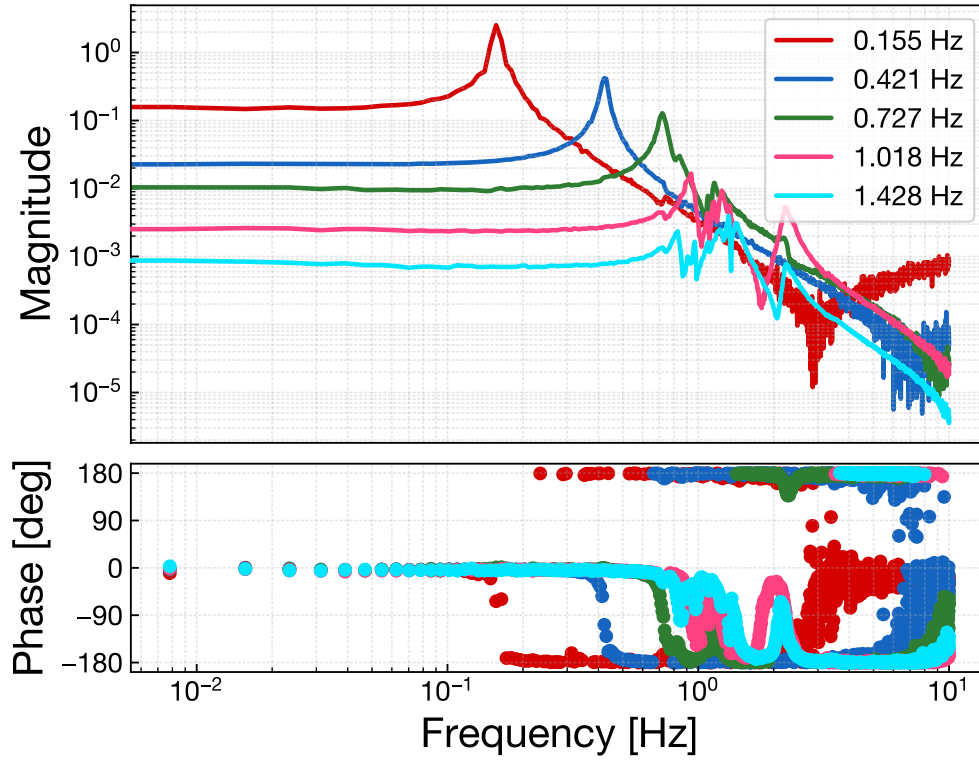 Magnitude
10⁰
10⁻¹
10⁻²
10⁻³
10⁻⁴
10⁻⁵
0.155 Hz
0.421 Hz
0.727 Hz
1.018 Hz
1.428 Hz
Phase [deg]
180
90
0
−90
−180
10⁻²
10⁻¹
10⁰
10¹
Frequency [Hz]